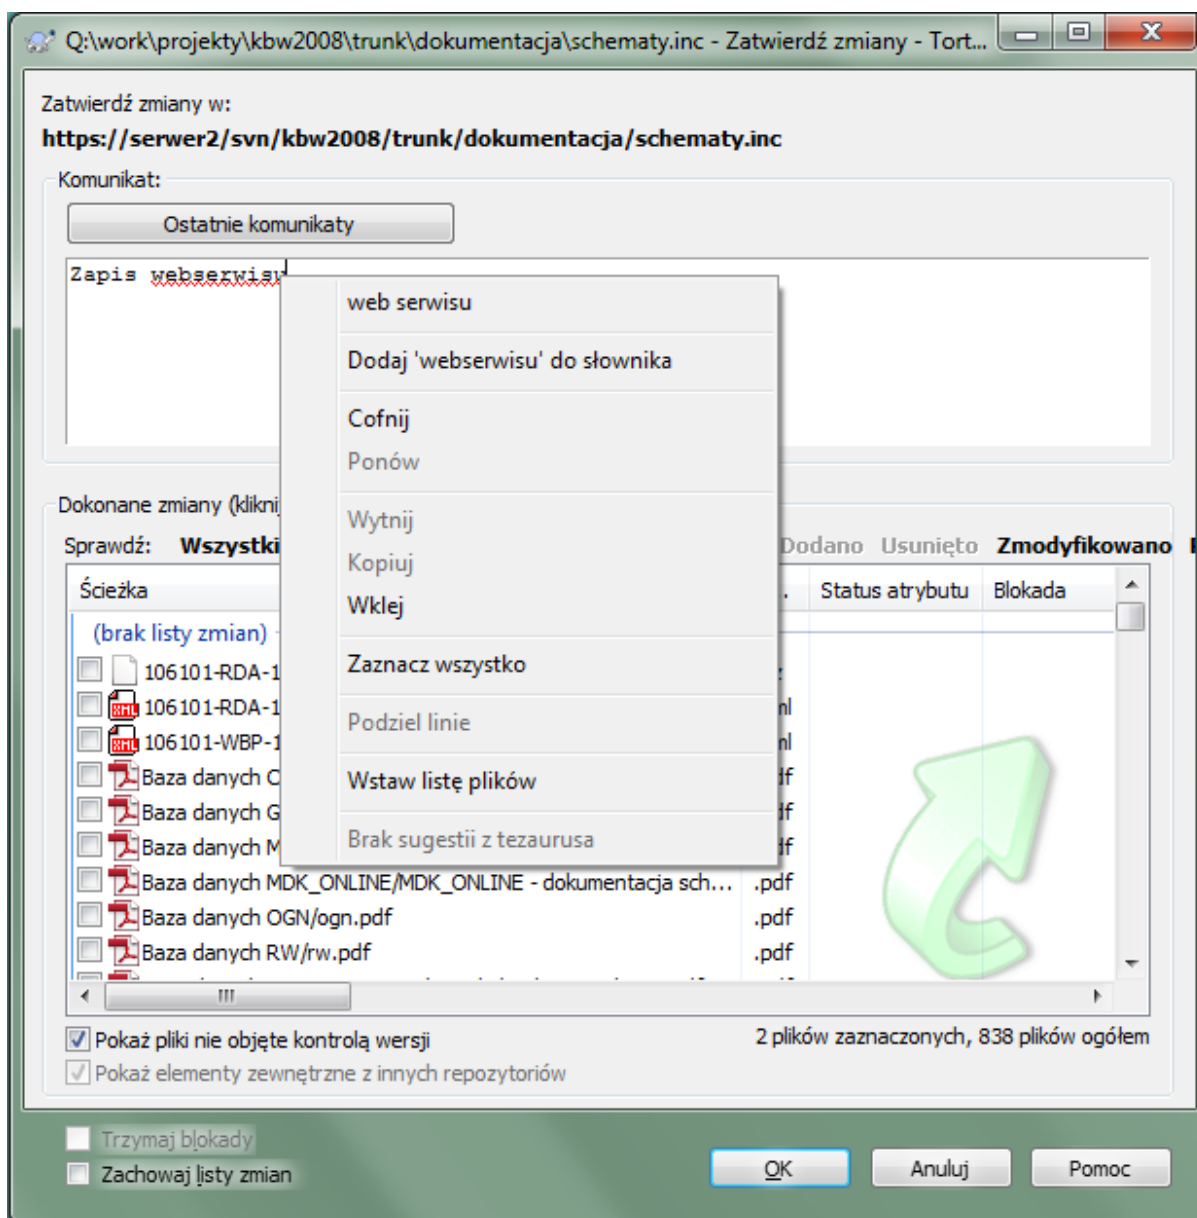 Q:\work\projekty\kbw2008\trunk\dokumentacja\schematy.inc - Zatwierdź zmiany - Tort...
Zatwierdź zmiany w:
https://serwer2/svn/kbw2008/trunk/dokumentacja/schematy.inc
Komunikat:
Ostatnie komunikaty
Zapis webserwisu
web serwisu
Dodaj 'webserwisu' do słownika
Cofnij
Ponów
Wytnij
Kopiuj
Wklej
Zaznacz wszystko
Podziel linie
Wstaw listę plików
Brak sugestii z tezaurusa
Dokonane zmiany (klikni
Sprawdź: Wszystki Dodano Usunięto Zmodyfikowano
Ścieżka Status atrybutu Blokada
(brak listy zmian)
106101-RDA-1
106101-RDA-1
106101-WBP-1
Baza danych
Baza danych G
Baza danych M
Baza danych MDK_ONLINE/MDK_ONLINE - dokumentacja sch... .pdf
Baza danych OGN/ogn.pdf .pdf
Baza danych RW/rw.pdf .pdf
Pokaż pliki nie objęte kontrolą wersji 2 plików zaznaczonych, 838 plików ogółem
Pokaż elementy zewnętrzne z innych repozytoriów
Trzymaj blokady
Zachowaj listy zmian
OK Anuluj Pomoc